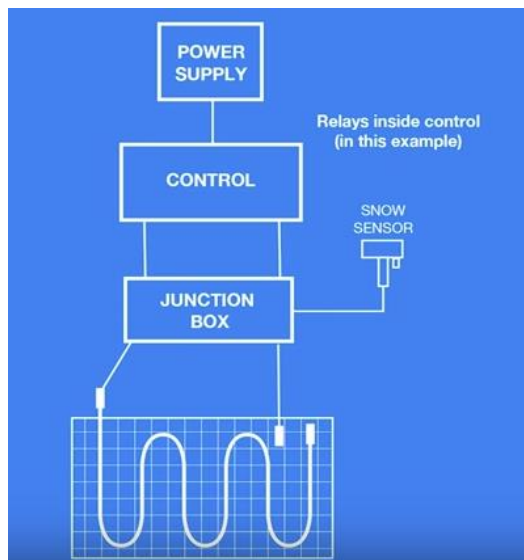 POWER
SUPPLY
Relays inside control
(in this example)
CONTROL
SNOW
SENSOR
JUNCTION
BOX